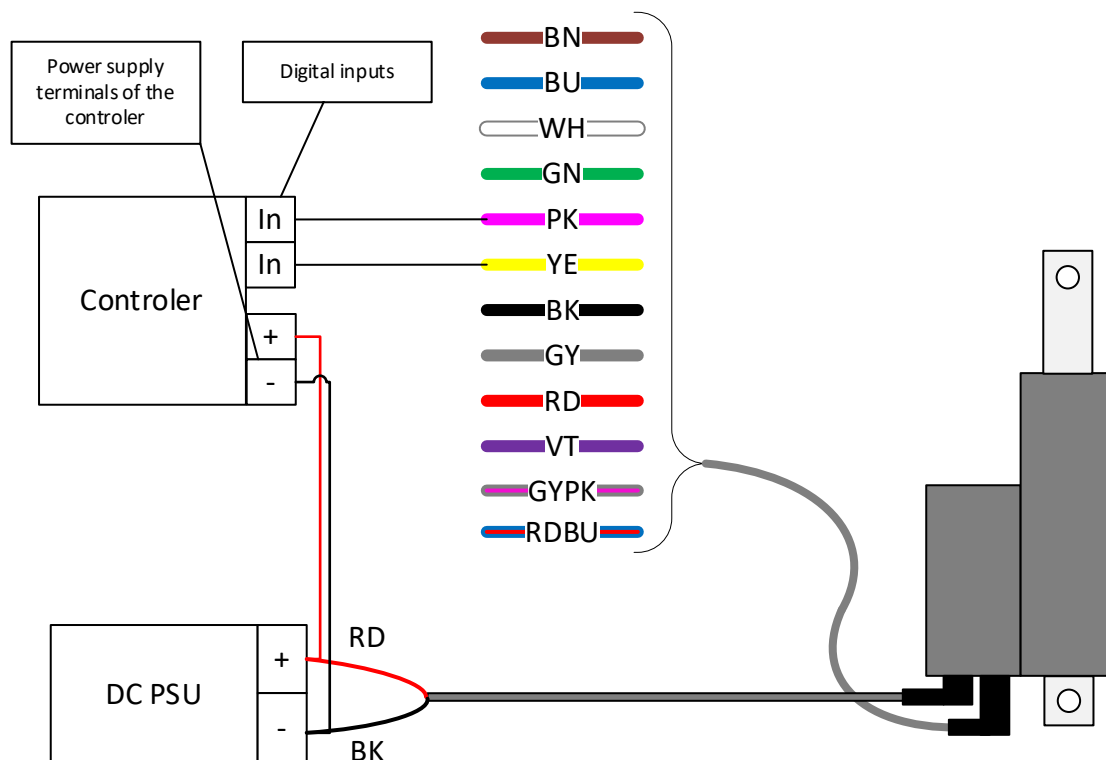 Power supply
terminals of the
controler
Digital inputs
BN
BU
WH
GN
PK
YE
BK
GY
RD
VT
GYPK
RDBU
In
In
Controler
+
-
RD
+
DC PSU
-
BK